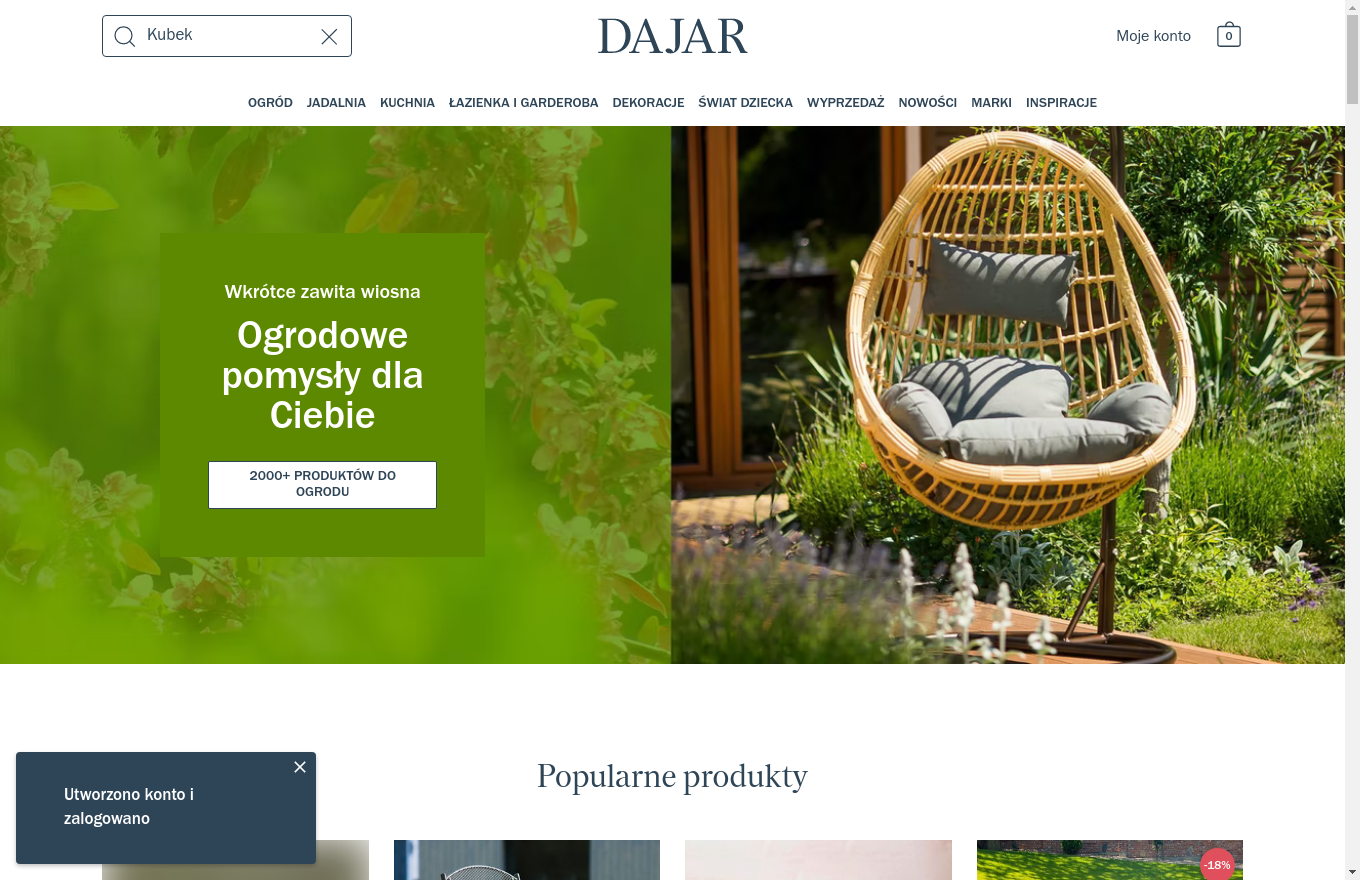 Kubek
DAJAR
Moje konto
0
OGRÓD JADALNIA KUCHNIA ŁAZIENKA I GARDEROBA DEKORACJE ŚWIAT DZIECKA WYPRZEDAŻ NOWOŚCI MARKI INSPIRACJE
Wkrótce zawita wiosna
Ogrodowe
pomysły dla
Ciebie
2000+ PRODUKTÓW DO
OGRODU
Popularne produkty
Utworzono konto i
zalogowano
-18%